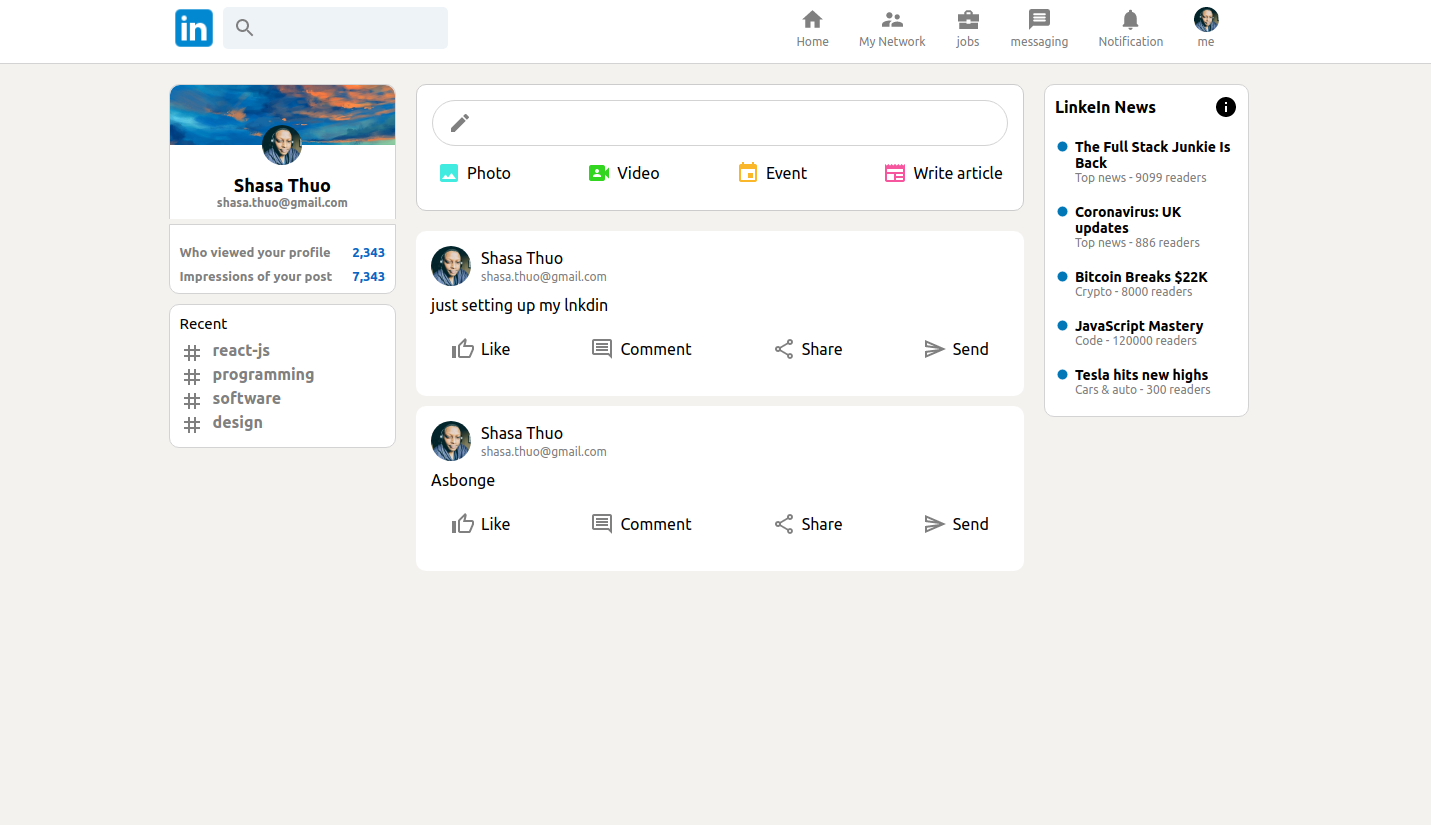 in
Home
My Network
jobs
messaging
Notification
me
Shasa Thuo
shasa.thuo@gmail.com
Who viewed your profile 2,343
Impressions of your post 7,343
Recent
react-js
programming
software
design
Photo
Video
Event
Write article
Shasa Thuo
shasa.thuo@gmail.com
just setting up my lnkdin
Like
Comment
Share
Send
Shasa Thuo
shasa.thuo@gmail.com
Asbonge
Like
Comment
Share
Send
LinkeIn News
The Full Stack Junkie Is
Back
Top news - 9099 readers
Coronavirus: UK
updates
Top news - 886 readers
Bitcoin Breaks $22K
Crypto - 8000 readers
JavaScript Mastery
Code - 120000 readers
Tesla hits new highs
Cars & auto - 300 readers